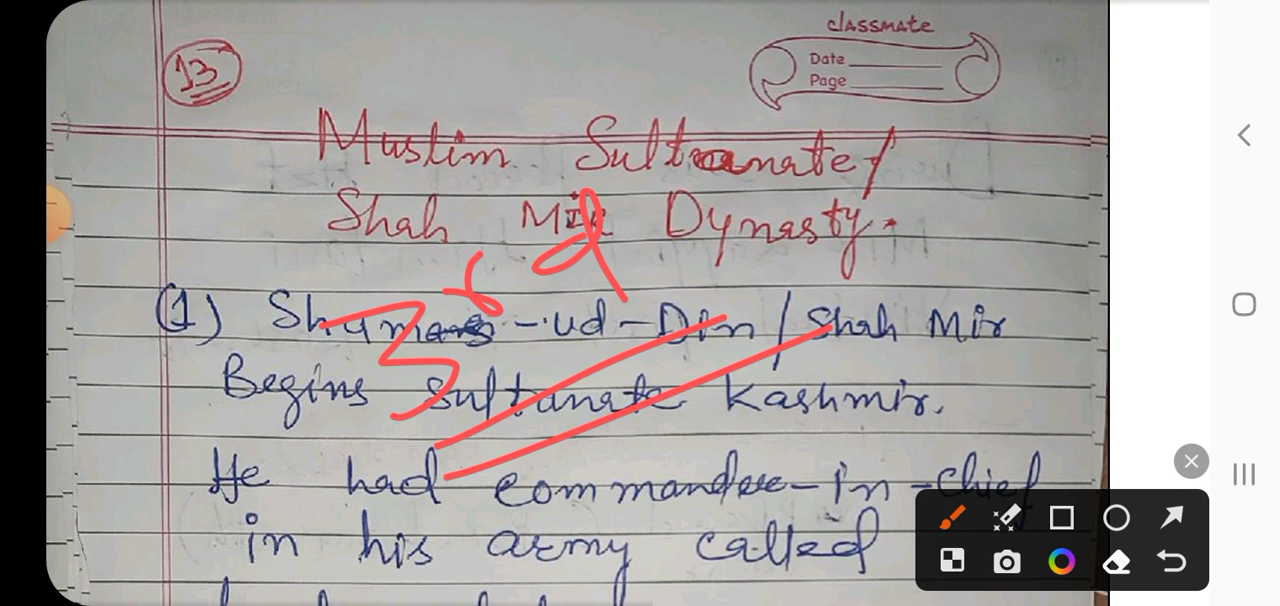 classmate
Date
Page
13
Muslim Sultanate/
Shah Mir Dynasty.
3rd
(1) Shams-ud-Din / Shah Mir
Begins Sultanate Kashmir.
He had commander-in-chief
in his army called